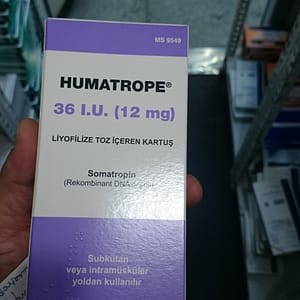 MS 9549
HUMATROPE®
36 I.U. (12 mg)
LİYOFİLİZE TOZ İÇEREN KARTUŞ
Somatropin
(Rekombinant DNA
Subkutan
veya intramüsküler
yoldan kullanılır